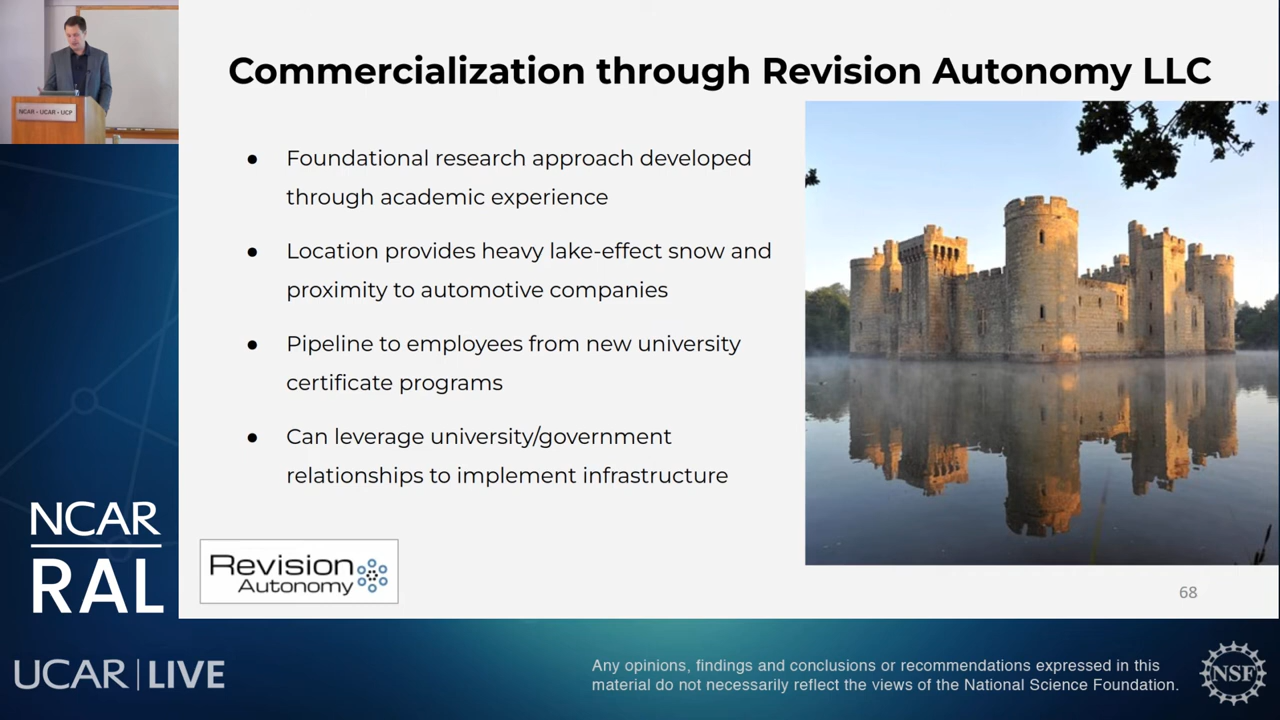 Commercialization through Revision Autonomy LLC
NCAR • UCAR • UCP
● Foundational research approach developed
through academic experience
● Location provides heavy lake-effect snow and
proximity to automotive companies
● Pipeline to employees from new university
certificate programs
● Can leverage university/government
relationships to implement infrastructure
Revision
Autonomy
68
NCAR
RAL
UCAR | LIVE
Any opinions, findings and conclusions or recommendations expressed in this
material do not necessarily reflect the views of the National Science Foundation.
NSF